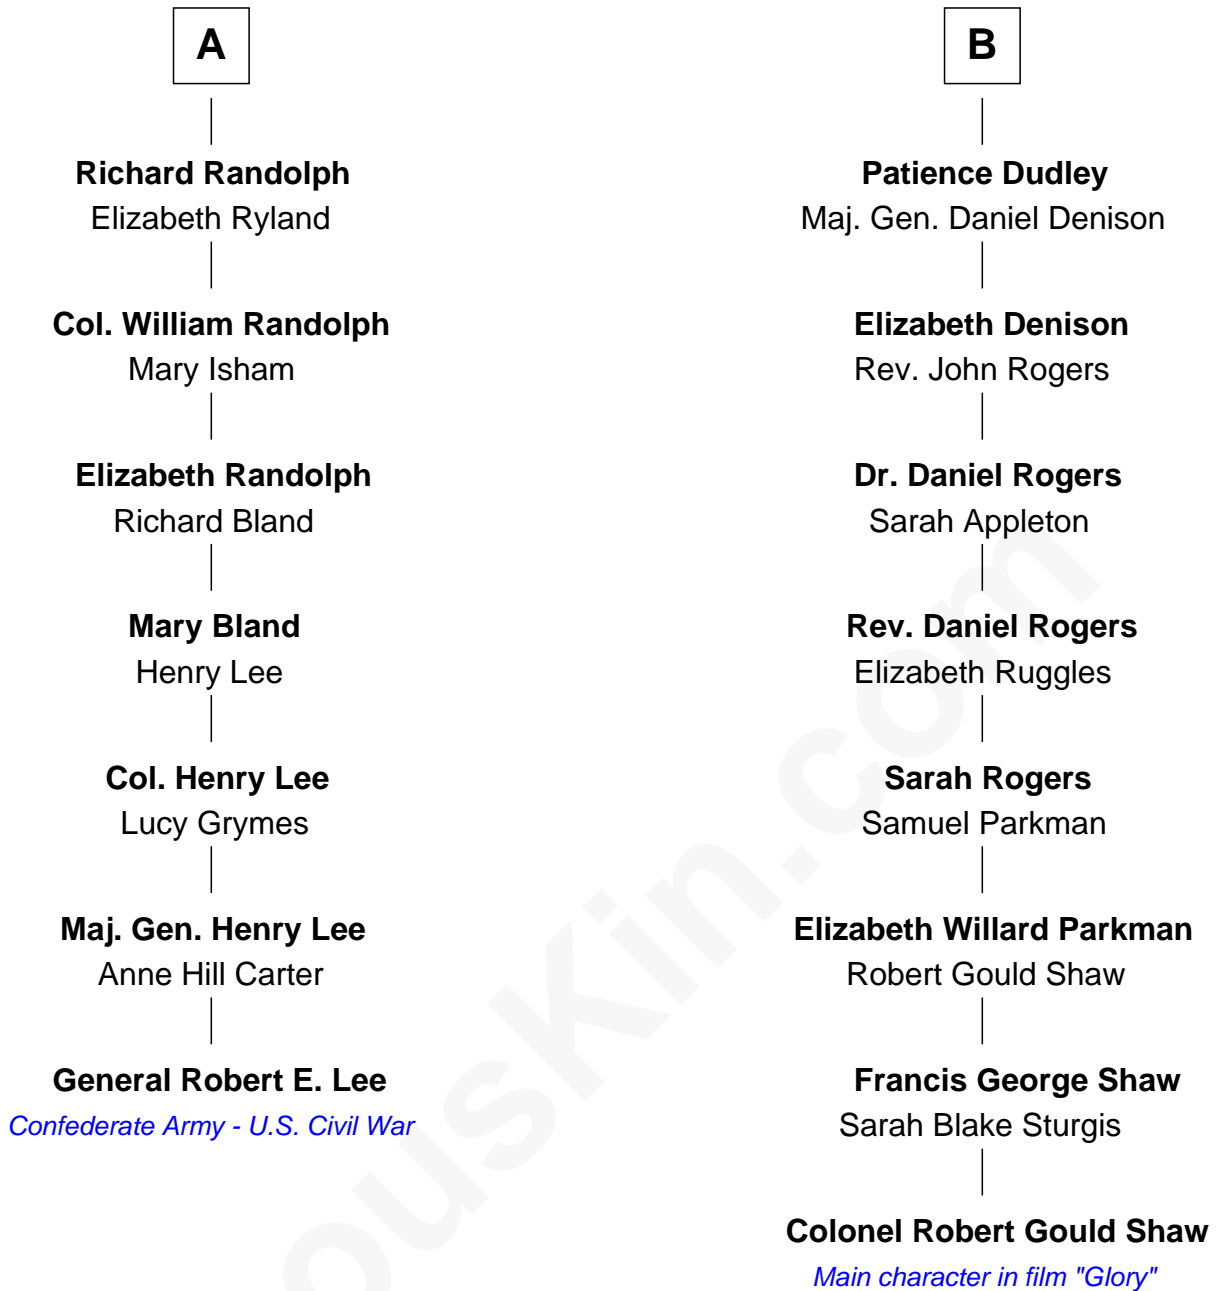 A
Richard Randolph
Elizabeth Ryland
Col. William Randolph
Mary Isham
Elizabeth Randolph
Richard Bland
Mary Bland
Henry Lee
Col. Henry Lee
Lucy Grymes
Maj. Gen. Henry Lee
Anne Hill Carter
General Robert E. Lee
Confederate Army - U.S. Civil War
B
Patience Dudley
Maj. Gen. Daniel Denison
Elizabeth Denison
Rev. John Rogers
Dr. Daniel Rogers
Sarah Appleton
Rev. Daniel Rogers
Elizabeth Ruggles
Sarah Rogers
Samuel Parkman
Elizabeth Willard Parkman
Robert Gould Shaw
Francis George Shaw
Sarah Blake Sturgis
Colonel Robert Gould Shaw
Main character in film "Glory"
ousKin.com